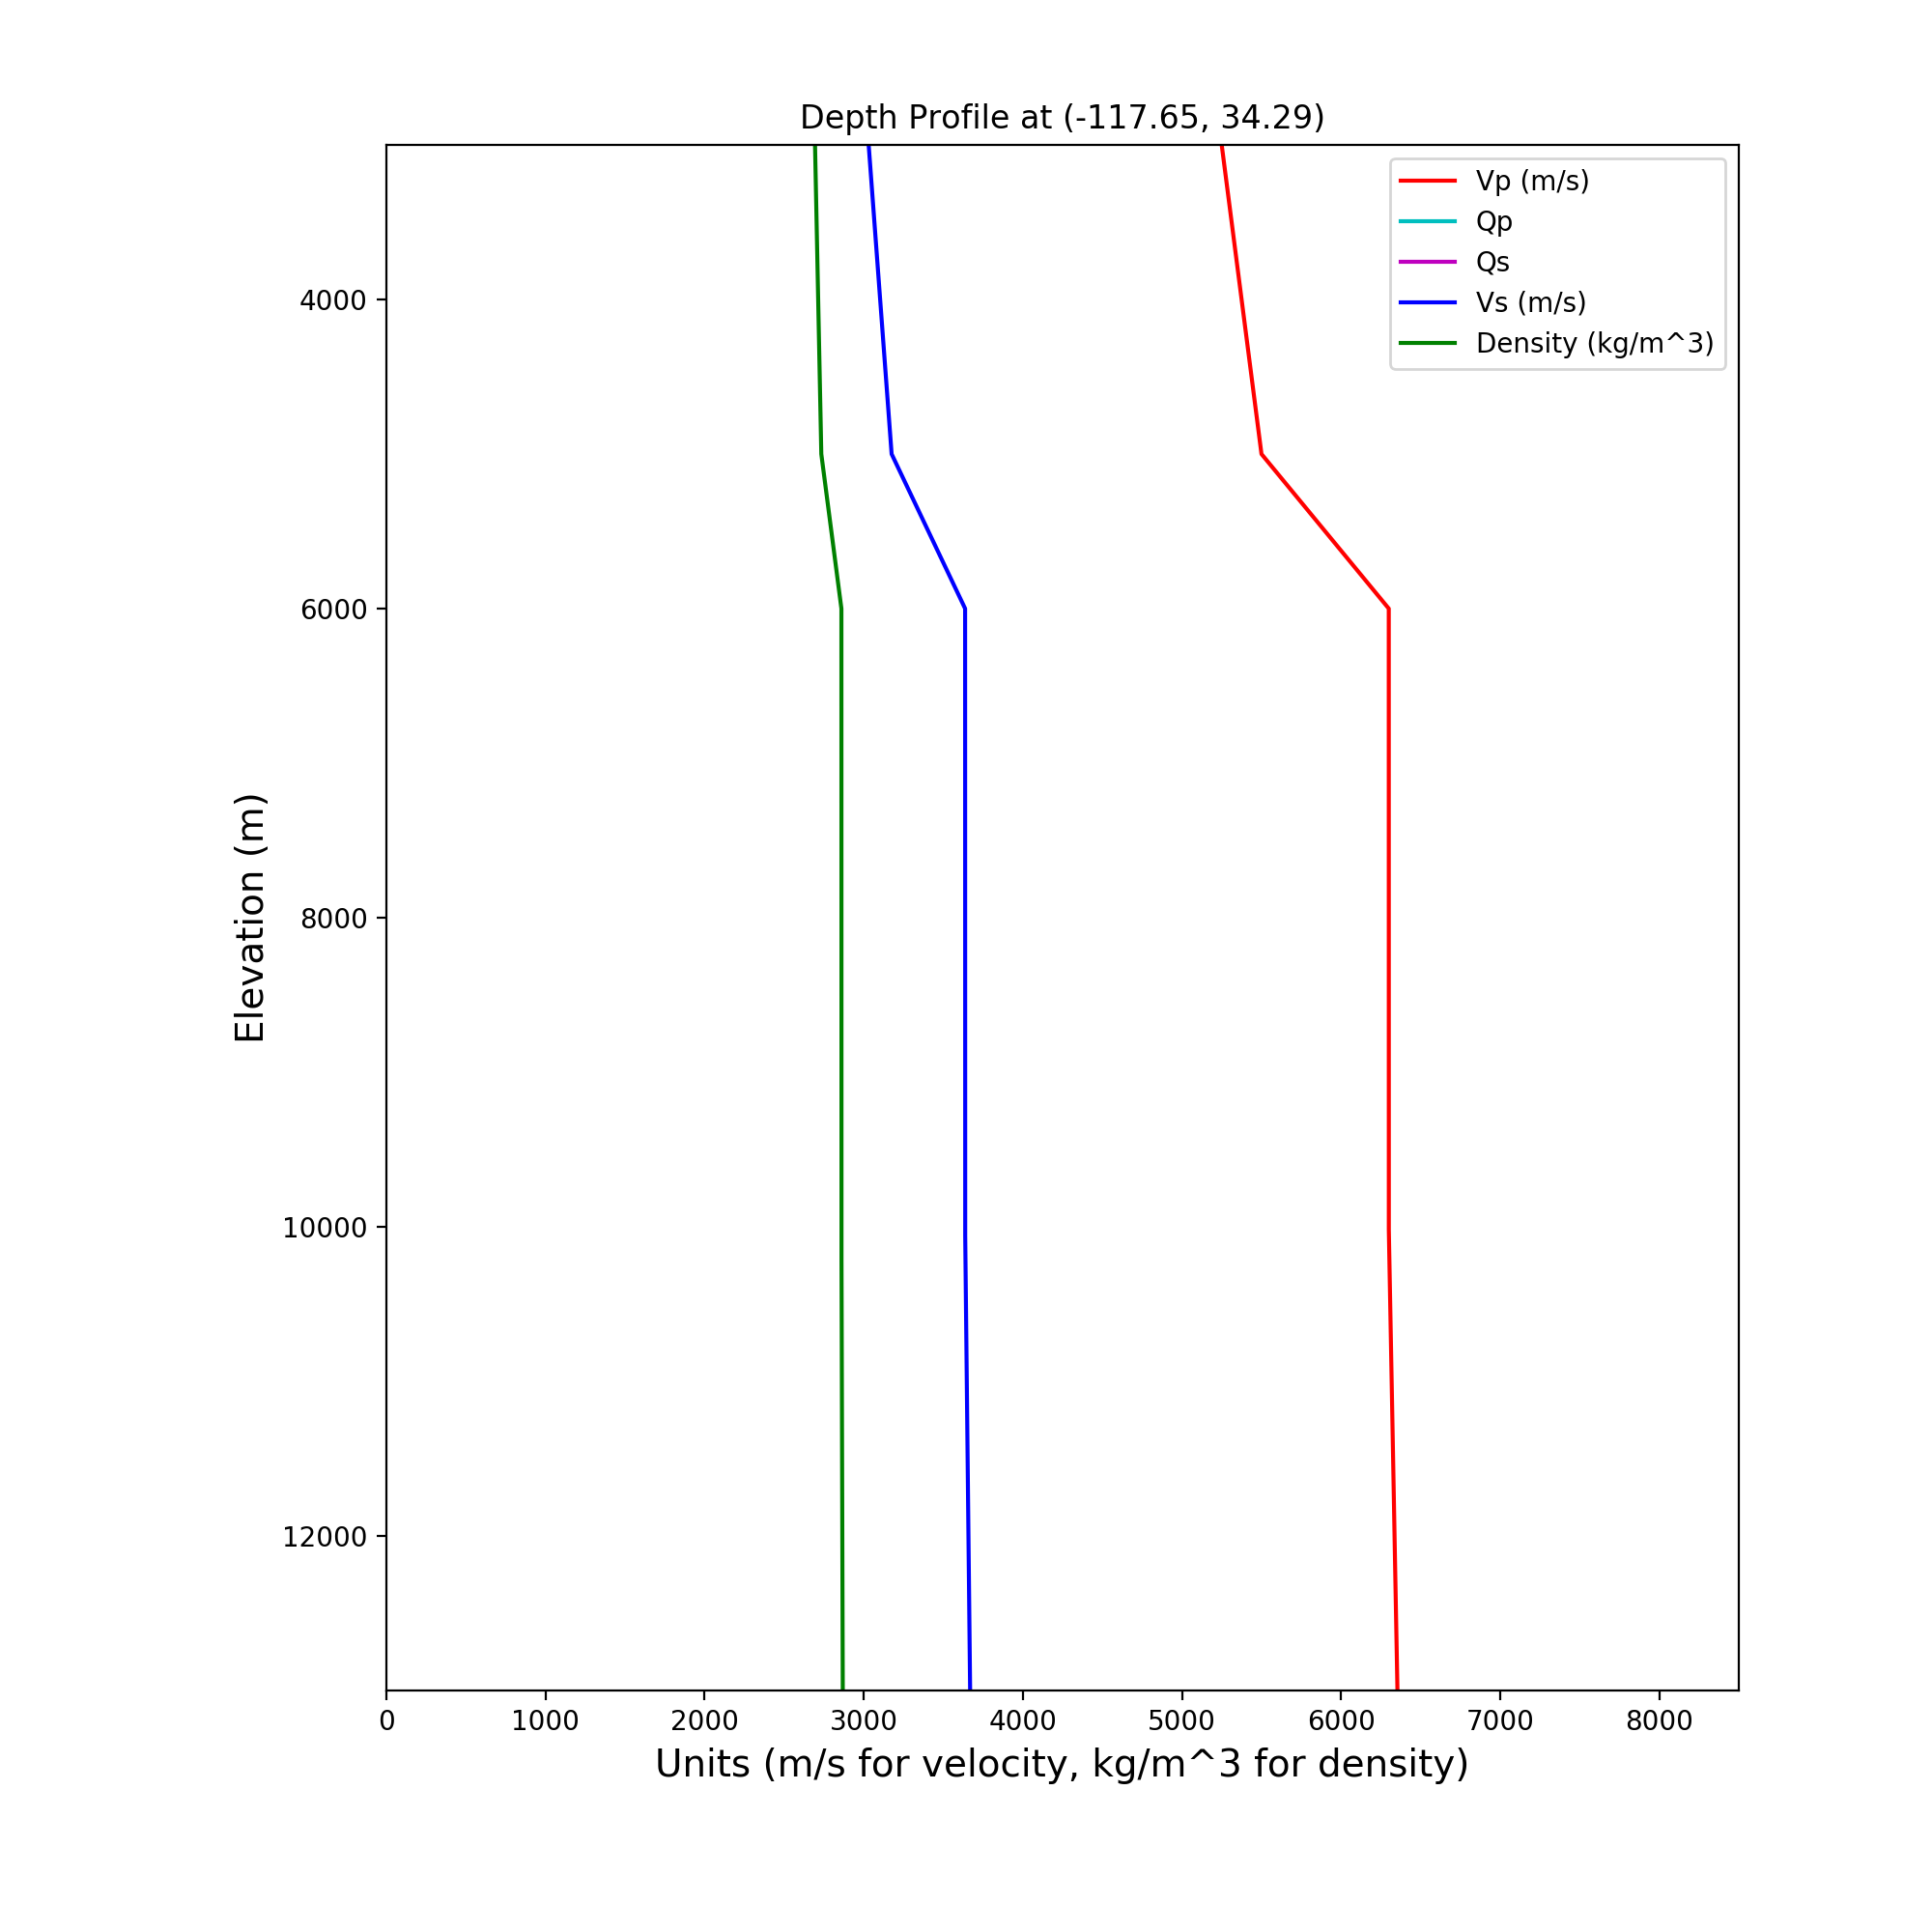 Depth Profile at (-117.65, 34.29)
Vp (m/s)
Qp
Qs
Vs (m/s)
Density (kg/m^3)
4000
6000
8000
10000
12000
Elevation (m)
0 1000 2000 3000 4000 5000 6000 7000 8000
Units (m/s for velocity, kg/m^3 for density)